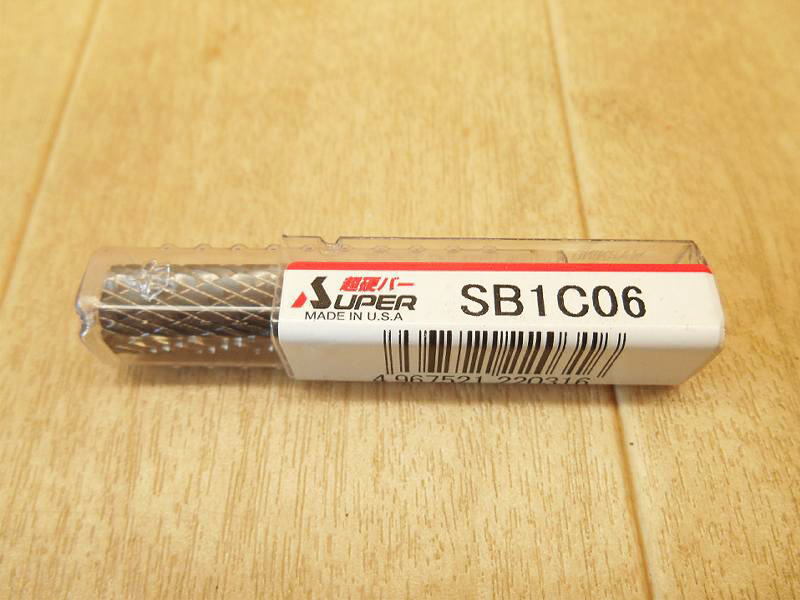 超硬バー
SUPER
MADE IN U.S.A
SB1C06
4 967521 220316